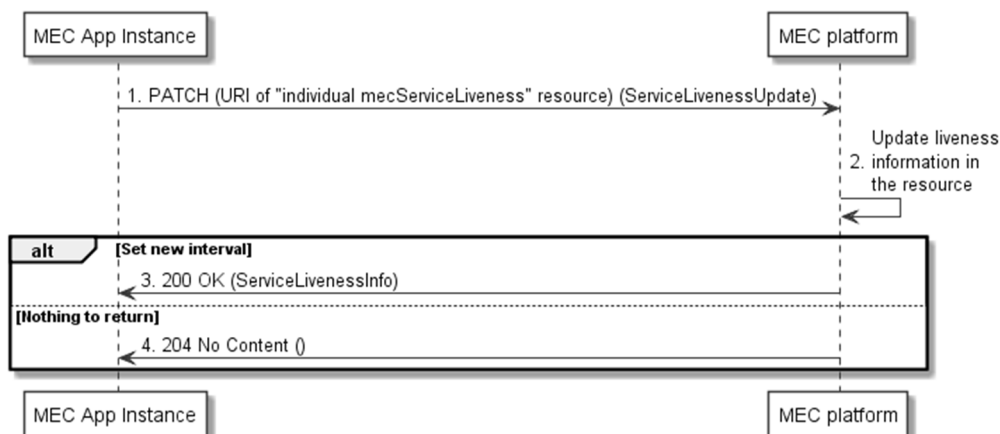 MEC App Instance
MEC platform
1. PATCH (URI of "individual mecServiceLiveness" resource) (ServiceLivenessUpdate)
Update liveness
2. information in
the resource
alt [Set new interval]
3. 200 OK (ServiceLivenessInfo)
[Nothing to return]
4. 204 No Content ()
MEC App Instance
MEC platform